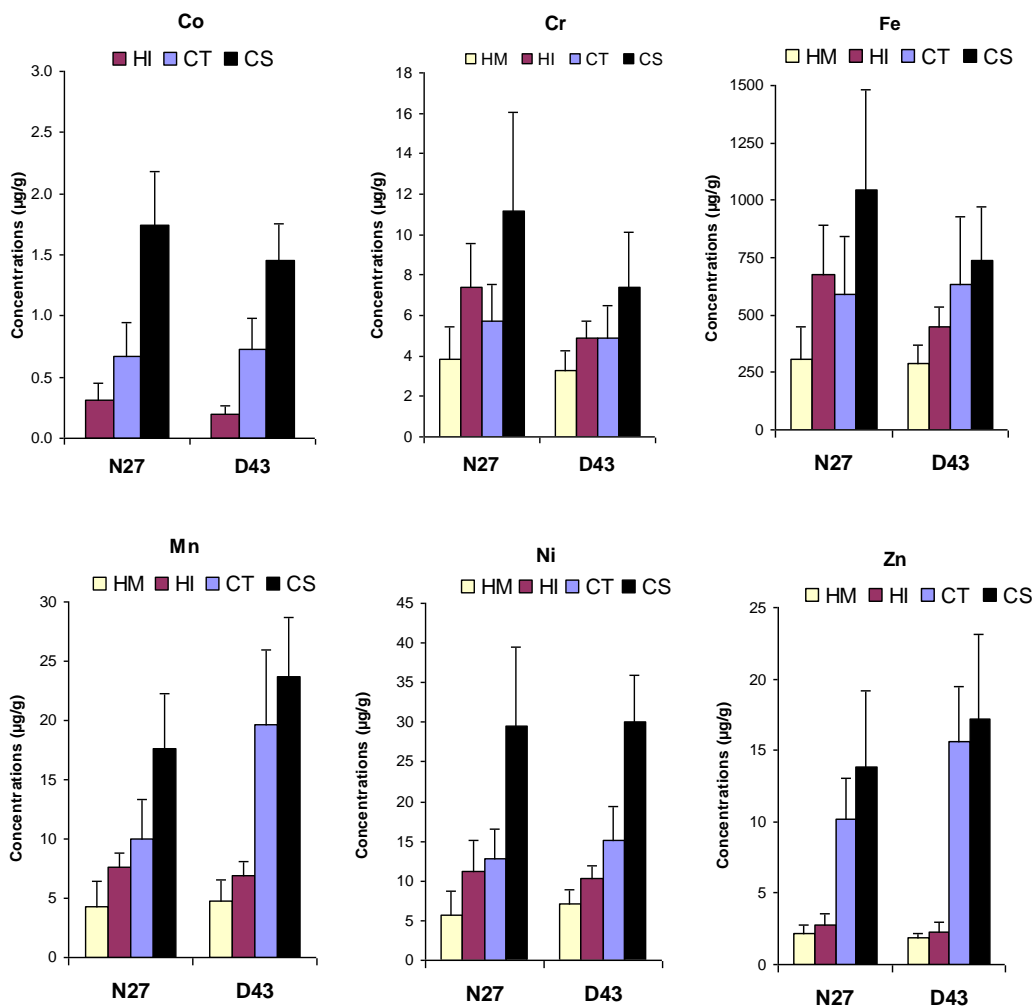 Co
HI CT CS
3.0
2.5
2.0
1.5
1.0
0.5
0.0
Concentrations (µg/g)
N27 D43
Cr
HM HI CT CS
18
16
14
12
10
8
6
4
2
0
Concentrations (µg/g)
N27 D43
Fe
HM HI CT CS
1500
1250
1000
750
500
250
0
Concentrations (µg/g)
N27 D43
Mn
HM HI CT CS
30
25
20
15
10
5
0
Concentrations (µg/g)
N27 D43
Ni
HM HI CT CS
45
40
35
30
25
20
15
10
5
0
Concentrations (µg/g)
N27 D43
Zn
HM HI CT CS
25
20
15
10
5
0
Concentrations (µg/g)
N27 D43